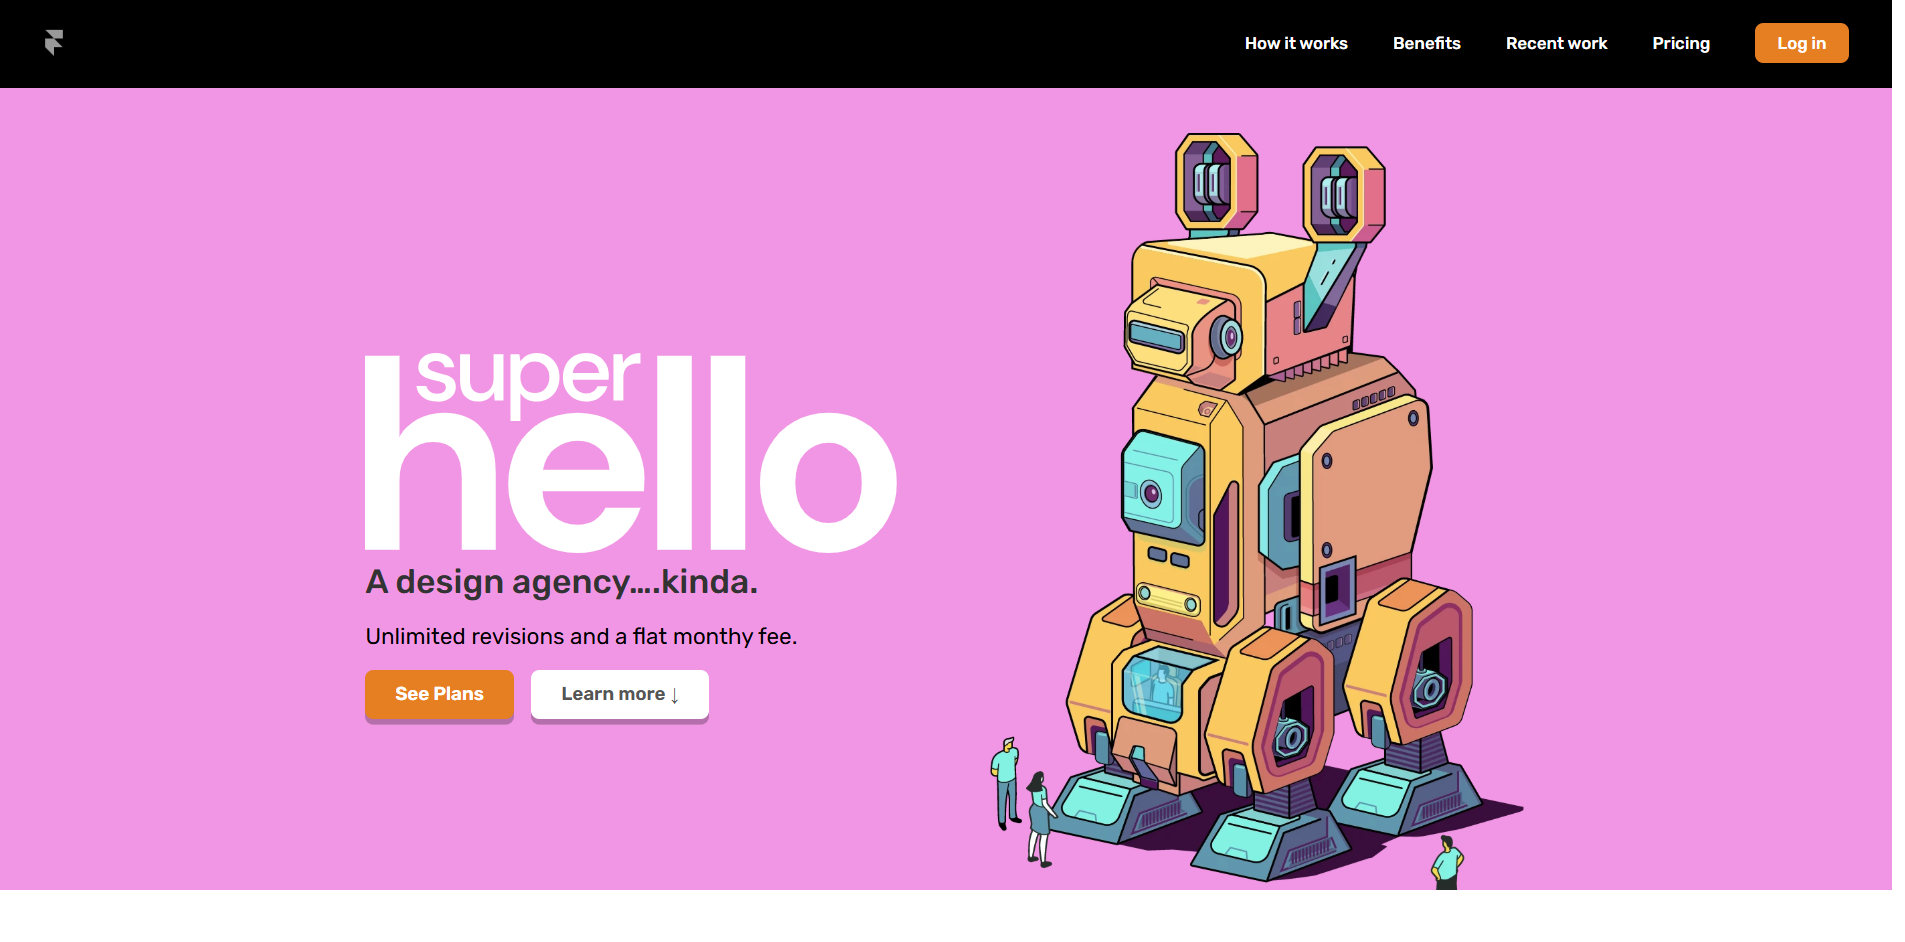 How it works Benefits Recent work Pricing Log in
super
hello
A design agency....kinda.
Unlimited revisions and a flat monthy fee.
See Plans Learn more ↓